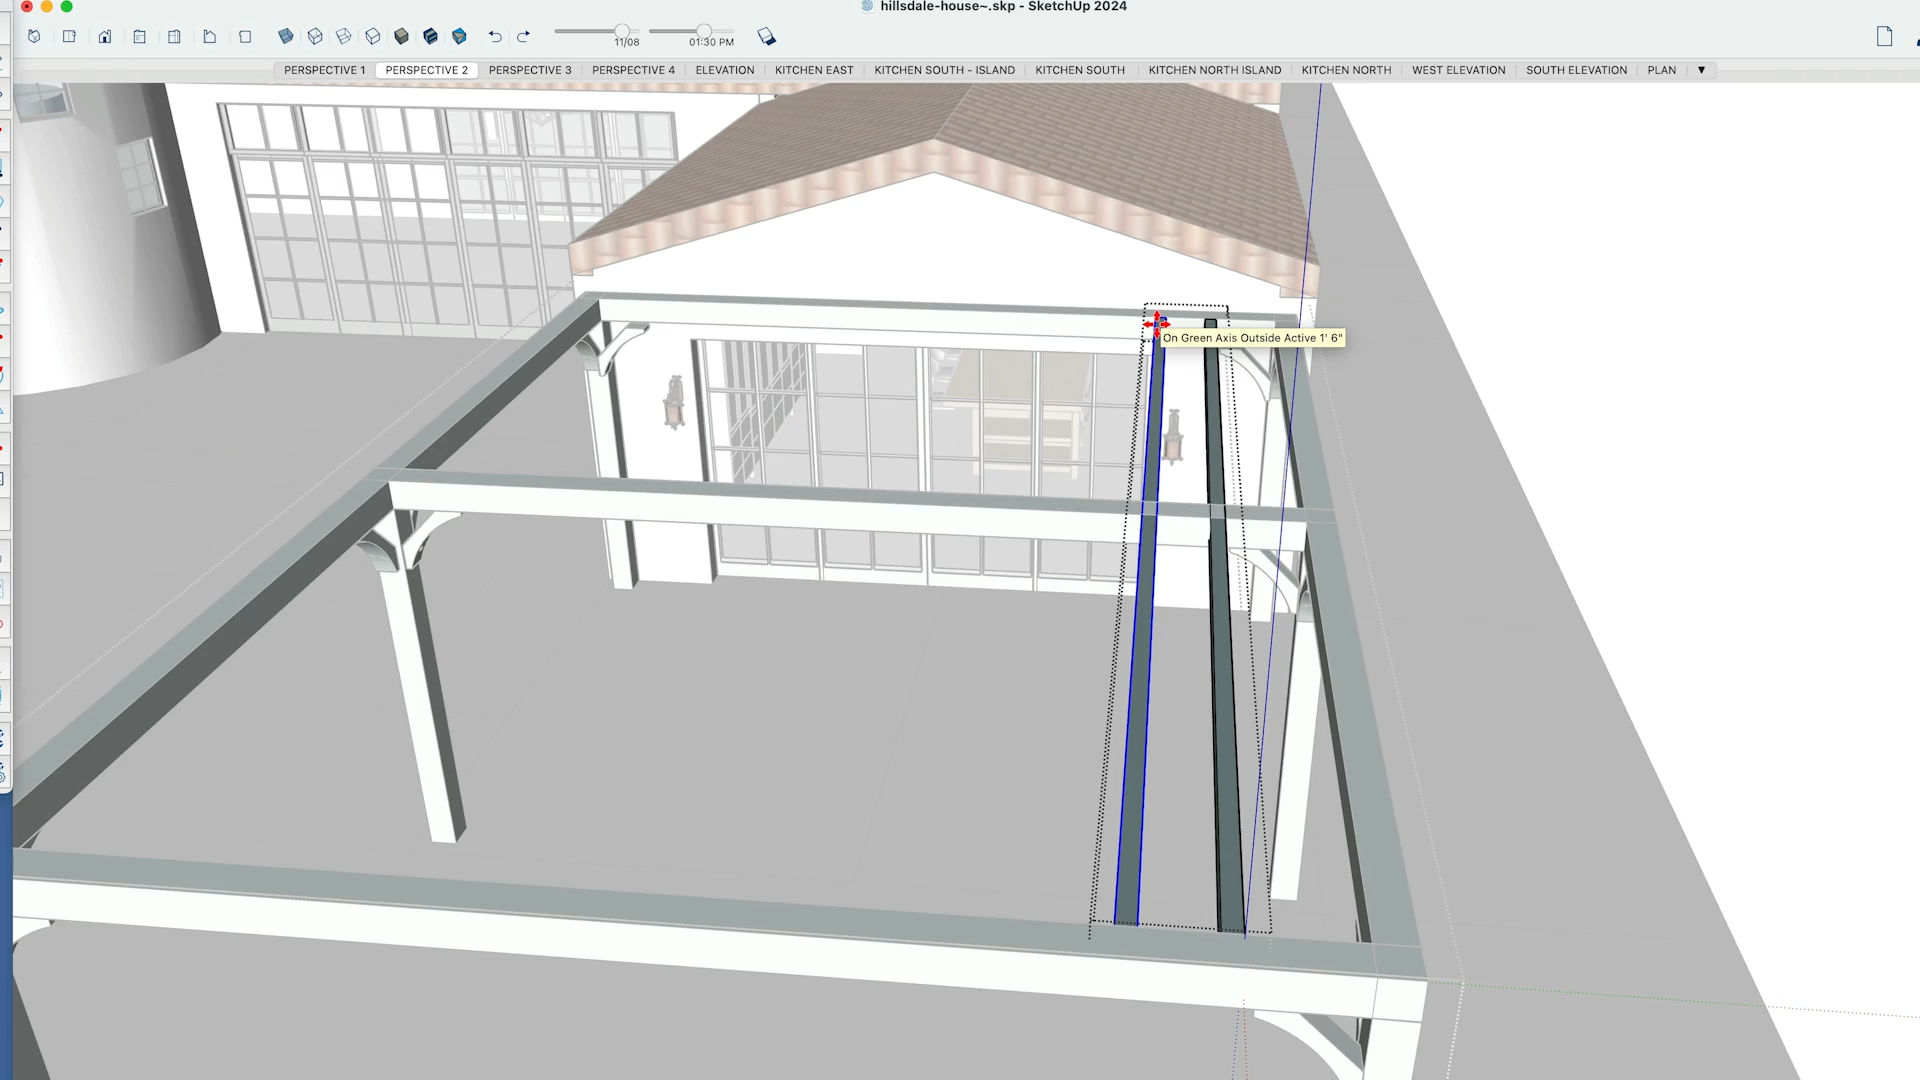 hillsdale-house~.skp - SketchUp 2024
11/08
01:30 PM
PERSPECTIVE 1
PERSPECTIVE 2
PERSPECTIVE 3
PERSPECTIVE 4
ELEVATION
KITCHEN EAST
KITCHEN SOUTH - ISLAND
KITCHEN SOUTH
KITCHEN NORTH ISLAND
KITCHEN NORTH
WEST ELEVATION
SOUTH ELEVATION
PLAN
On Green Axis Outside Active 1' 6"